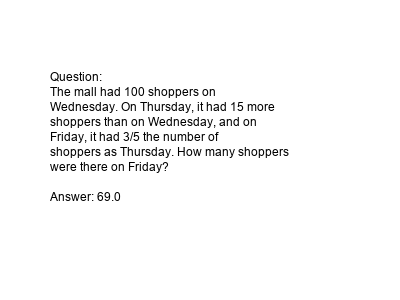 Question:
The mall had 100 shoppers on
Wednesday. On Thursday, it had 15 more
shoppers than on Wednesday, and on
Friday, it had 3/5 the number of
shoppers as Thursday. How many shoppers
were there on Friday?

Answer: 69.0